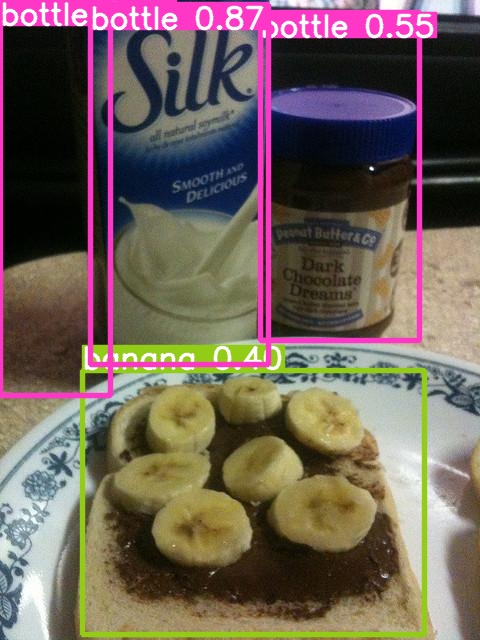 bottle
bottle 0.87
bottle 0.55
Silk
all natural soymilk
SMOOTH AND
DELICIOUS
Peanut Butter & Co
Dark
Chocolate
Dreams
banana 0.40